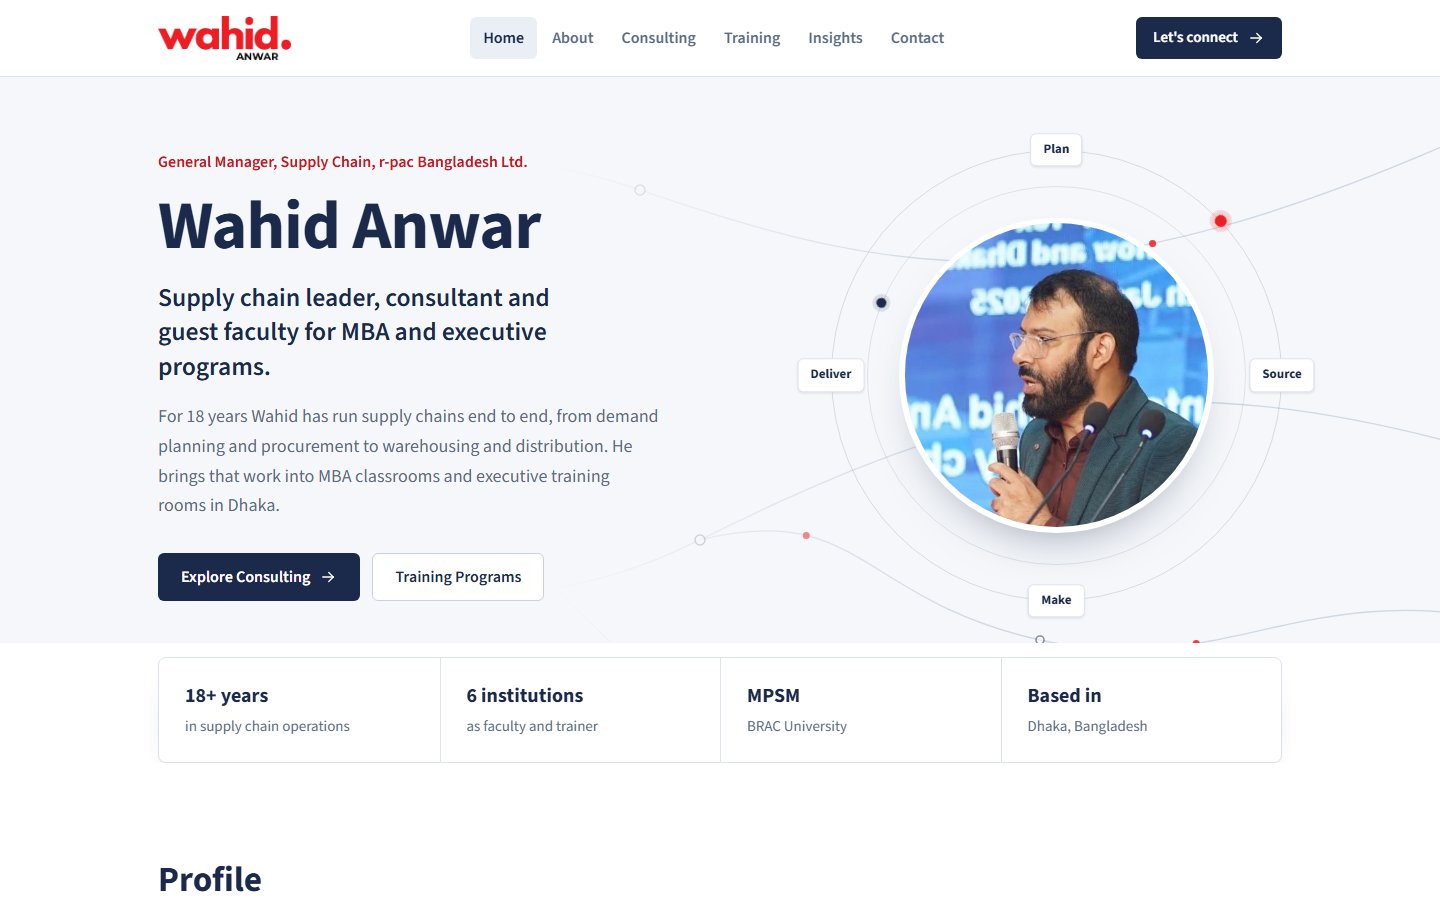 wahid.
ANWAR
Home
About
Consulting
Training
Insights
Contact
Let's connect
General Manager, Supply Chain, r-pac Bangladesh Ltd.
Wahid Anwar
Supply chain leader, consultant and
guest faculty for MBA and executive
programs.
For 18 years Wahid has run supply chains end to end, from demand
planning and procurement to warehousing and distribution. He
brings that work into MBA classrooms and executive training
rooms in Dhaka.
Explore Consulting
Training Programs
Plan
Deliver
Source
Make
2025
18+ years
in supply chain operations
6 institutions
as faculty and trainer
MPSM
BRAC University
Based in
Dhaka, Bangladesh
Profile